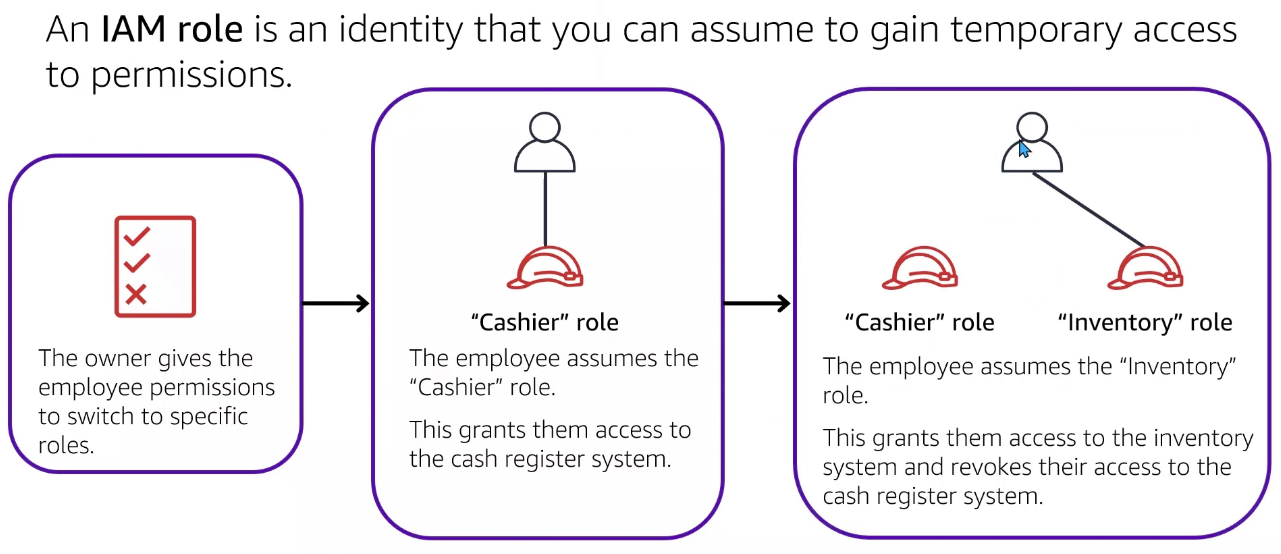 An IAM role is an identity that you can assume to gain temporary access
to permissions.
The owner gives the
employee permissions
to switch to specific
roles.
“Cashier” role
The employee assumes the
“Cashier” role.
This grants them access to
the cash register system.
“Cashier” role
“Inventory” role
The employee assumes the “Inventory”
role.
This grants them access to the inventory
system and revokes their access to the
cash register system.